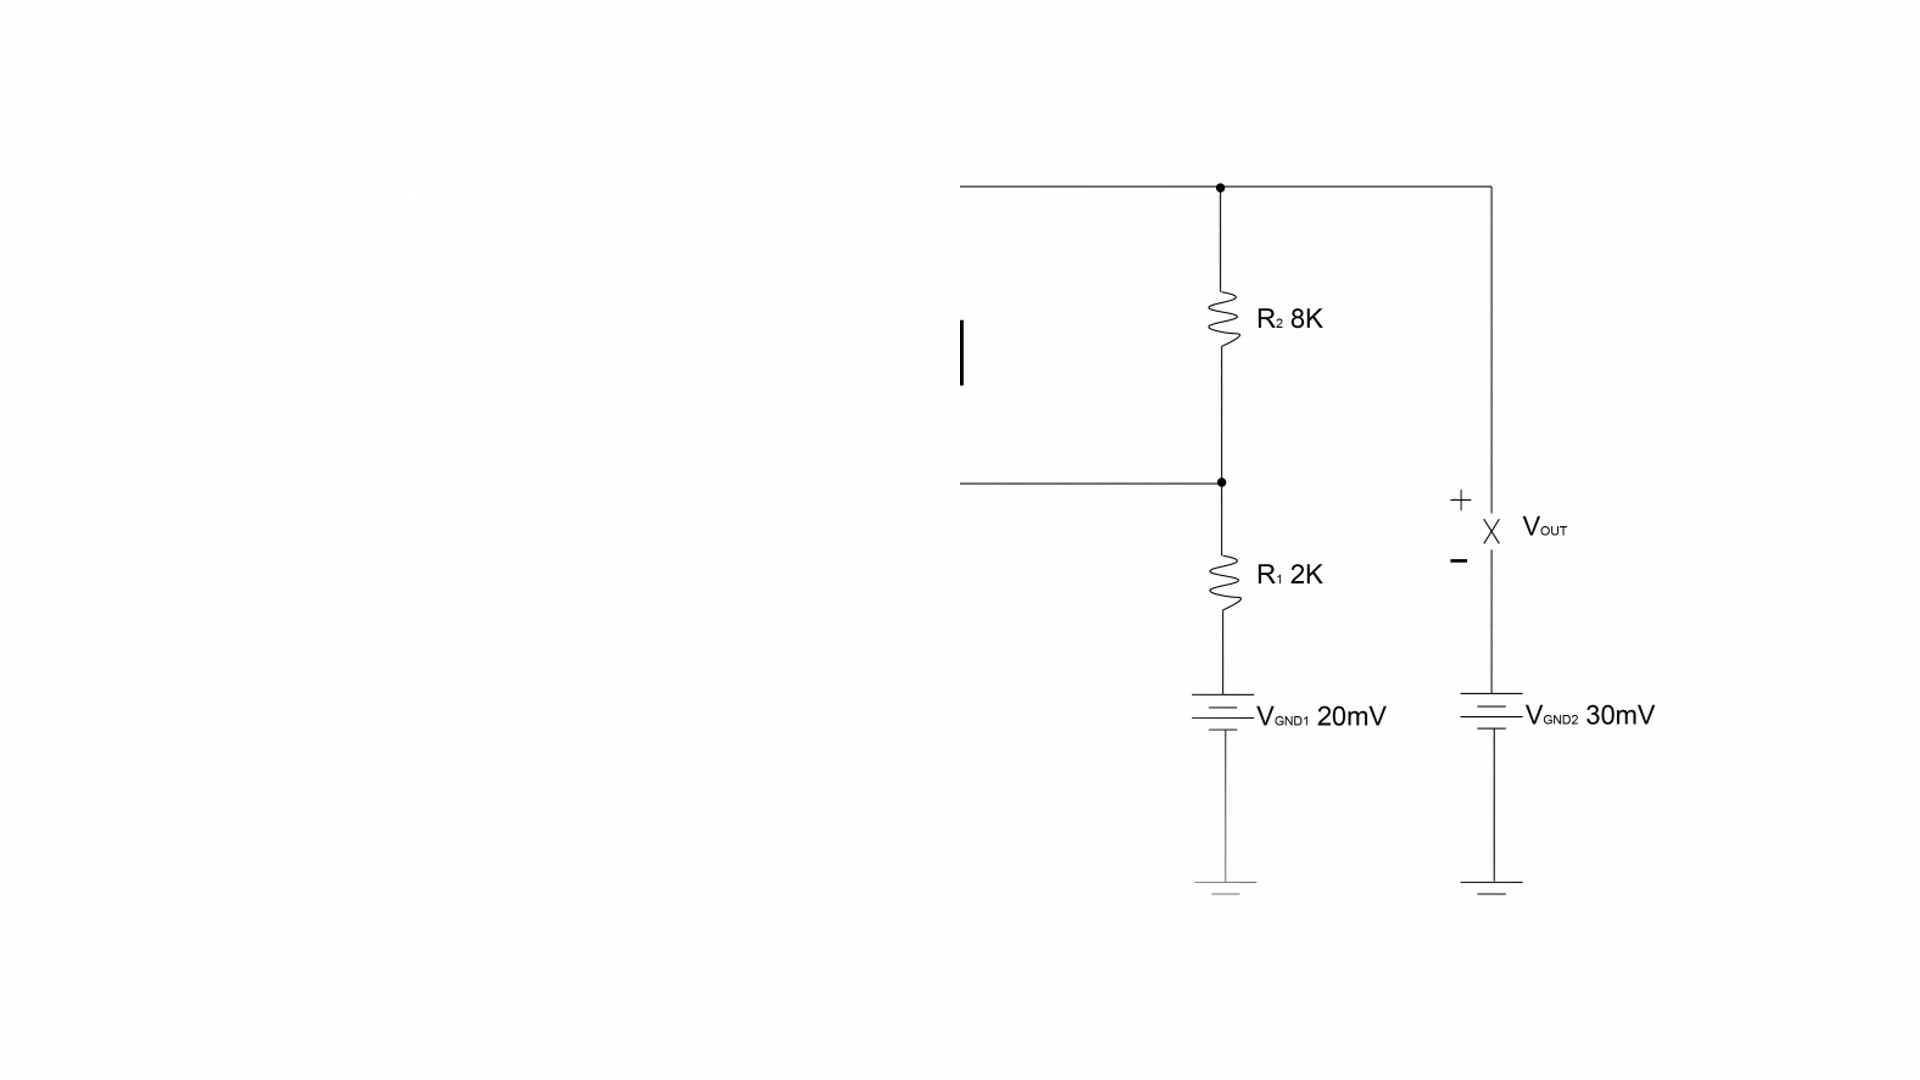 R₂ 8K
+
X VOUT
-
R₁ 2K
VGND1 20mV
VGND2 30mV